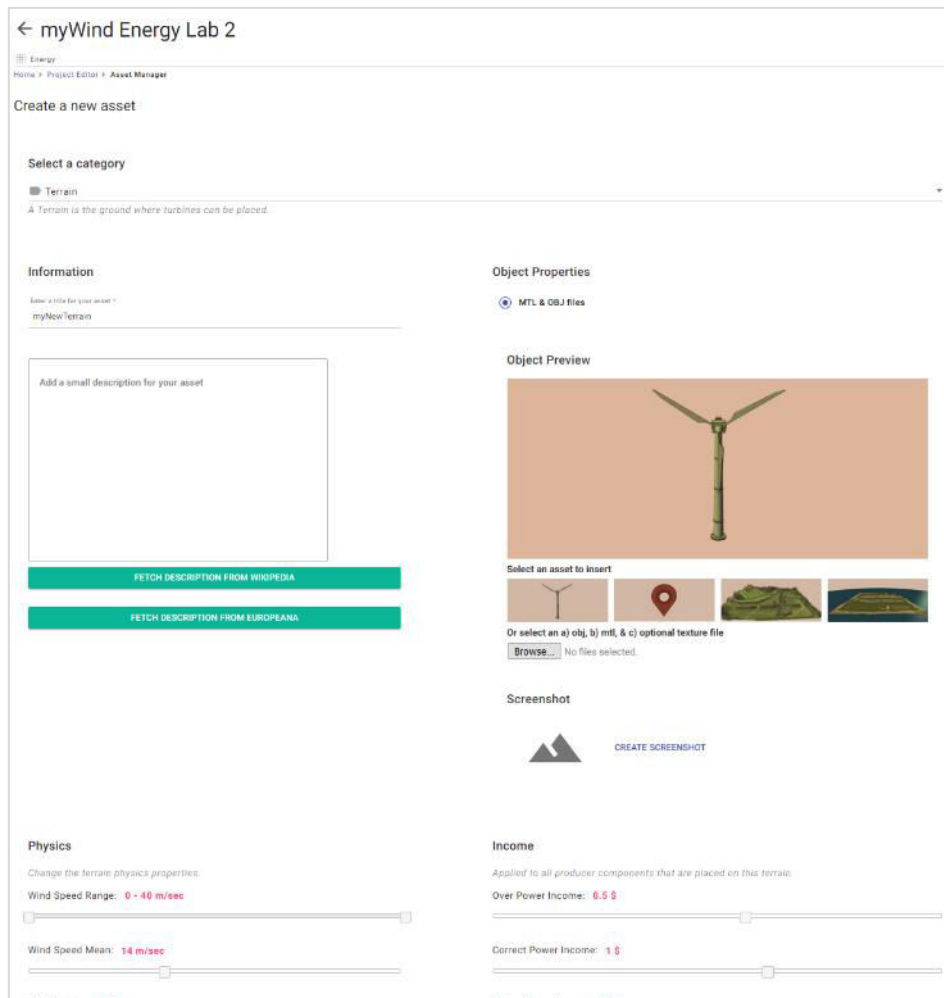 ← myWind Energy Lab 2
Energy
Home > Project Editor > Asset Manager
Create a new asset
Select a category
Terrain
A Terrain is the ground where turbines can be placed.
Information
Enter a title for your asset *
myNewTerrain
Add a small description for your asset
FETCH DESCRIPTION FROM WIKIPEDIA
FETCH DESCRIPTION FROM EUROPEANA
Object Properties
MTL & OBJ files
Object Preview
Select an asset to insert
Or select an a) obj, b) mtl, & c) optional texture file
Browse... No files selected.
Screenshot
CREATE SCREENSHOT
Physics
Change the terrain physics properties.
Wind Speed Range: 0 - 40 m/sec
Wind Speed Mean: 14 m/sec
Income
Applied to all producer components that are placed on this terrain.
Over Power Income: 0.5 $
Correct Power Income: 1 $